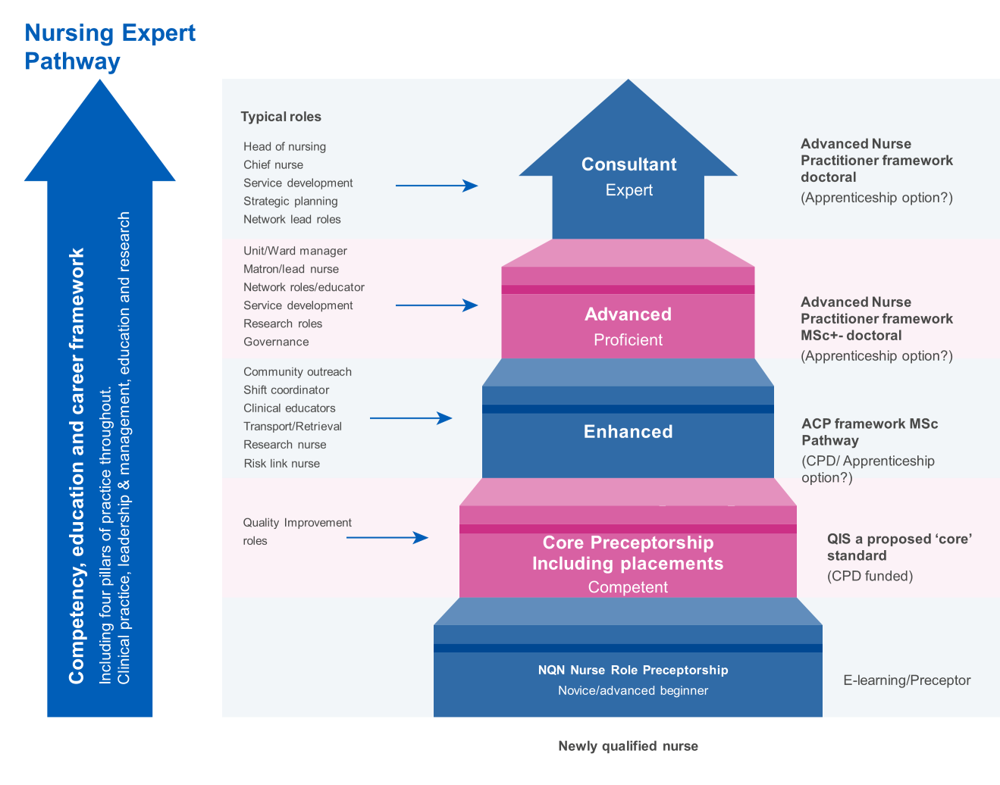 Nursing Expert
Pathway
Competency, education and career framework
Including four pillars of practice throughout.
Clinical practice, leadership & management, education and research
Typical roles
Head of nursing
Chief nurse
Service development
Strategic planning
Network lead roles
Consultant
Expert
Advanced Nurse
Practitioner framework
doctoral
(Apprenticeship option?)
Unit/Ward manager
Matron/lead nurse
Network roles/educator
Service development
Research roles
Governance
Advanced
Proficient
Advanced Nurse
Practitioner framework
MSc+- doctoral
(Apprenticeship option?)
Community outreach
Shift coordinator
Clinical educators
Transport/Retrieval
Research nurse
Risk link nurse
Enhanced
ACP framework MSc
Pathway
(CPD/ Apprenticeship
option?)
Quality Improvement
roles
Core Preceptorship
Including placements
Competent
QIS a proposed ‘core’
standard
(CPD funded)
NQN Nurse Role Preceptorship
Novice/advanced beginner
E-learning/Preceptor
Newly qualified nurse